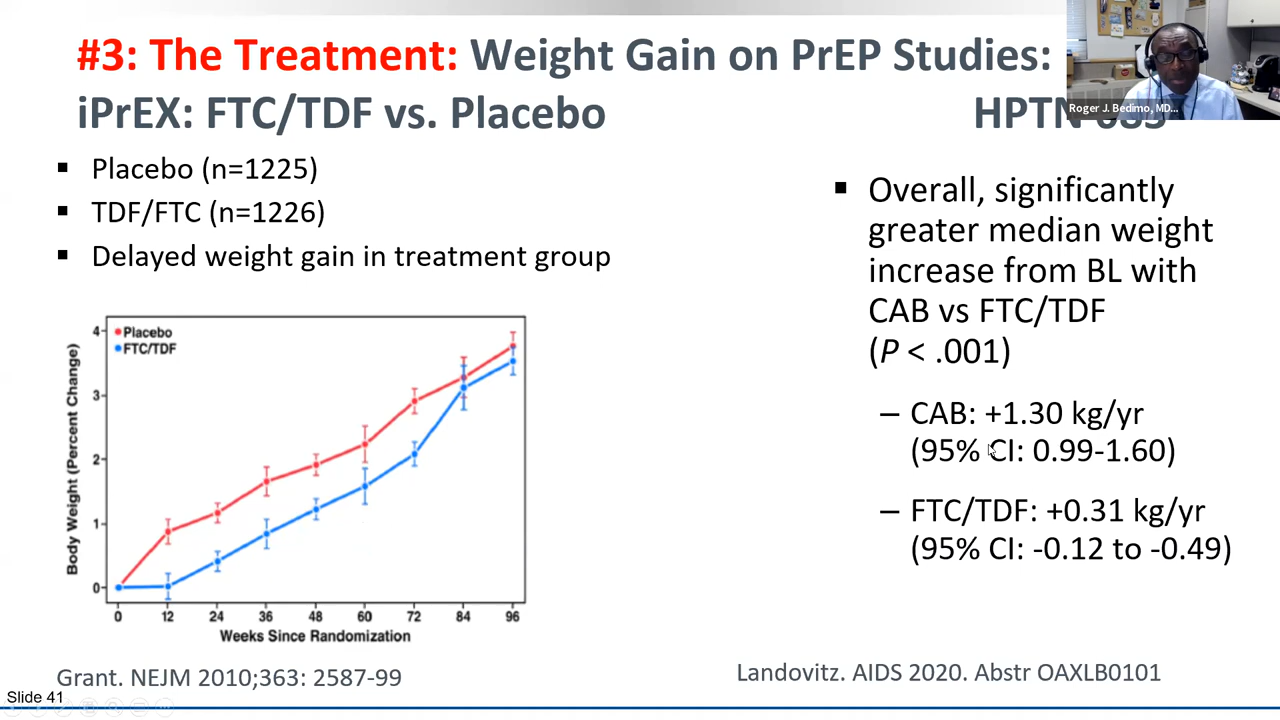 #3: The Treatment: Weight Gain on PrEP Studies:
iPrEX: FTC/TDF vs. Placebo
HPTN 083
Roger J. Bedimo, MD...
▪ Placebo (n=1225)
▪ TDF/FTC (n=1226)
▪ Delayed weight gain in treatment group
Body Weight (Percent Change)
4
3
2
1
0
Placebo
FTC/TDF
0 12 24 36 48 60 72 84 96
Weeks Since Randomization
Grant. NEJM 2010;363: 2587-99
▪ Overall, significantly
greater median weight
increase from BL with
CAB vs FTC/TDF
(P < .001)
– CAB: +1.30 kg/yr
(95% CI: 0.99-1.60)
– FTC/TDF: +0.31 kg/yr
(95% CI: -0.12 to -0.49)
Landovitz. AIDS 2020. Abstr OAXLB0101
Slide 41